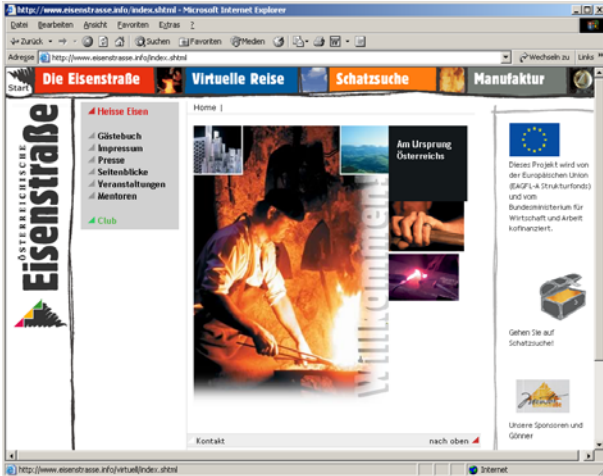 http://www.eisenstrasse.info/index.shtml - Microsoft Internet Explorer
Datei Bearbeiten Ansicht Favoriten Extras ?
Zurück Suchen Favoriten Medien
Adresse http://www.eisenstrasse.info/index.shtml Wechseln zu Links »
Start Die Eisenstraße Virtuelle Reise Schatzsuche Manufaktur
ÖSTERREICHISCHE
Eisenstraße
Heisse Eisen
Gästebuch
Impressum
Presse
Seitenblicke
Veranstaltungen
Mentoren
Club
Home |
Am Ursprung
Österreichs
Willkommen
Kontakt nach oben
Dieses Projekt wird von
der Europäischen Union
(EAGFL-A Strukturfonds)
und vom
Bundesministerium für
Wirtschaft und Arbeit
kofinanziert.
Gehen Sie auf
Schatzsuche!
Unsere Sponsoren und
Gönner
http://www.eisenstrasse.info/virtuell/index.shtml Internet